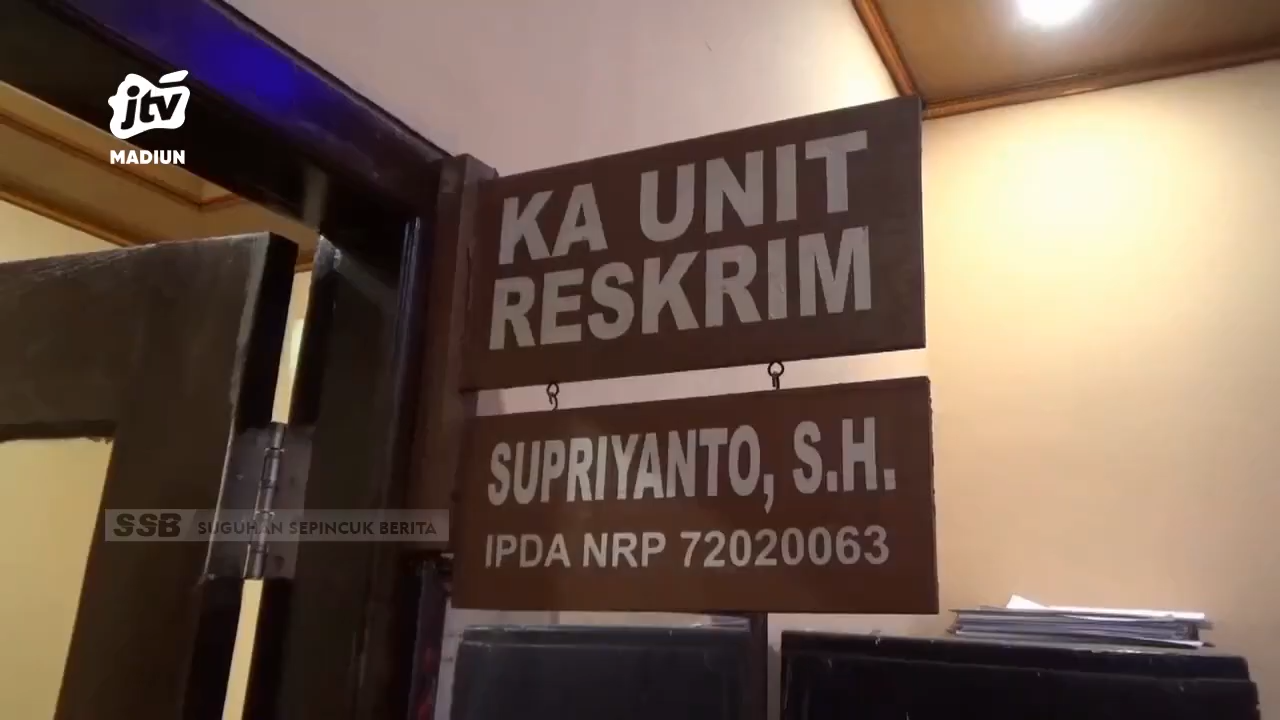 jtv
MADIUN
KA UNIT
RESKRIM
SUPRIYANTO, S.H.
IPDA NRP 72020063
SSB SUGUHAN SEPINCUK BERITA